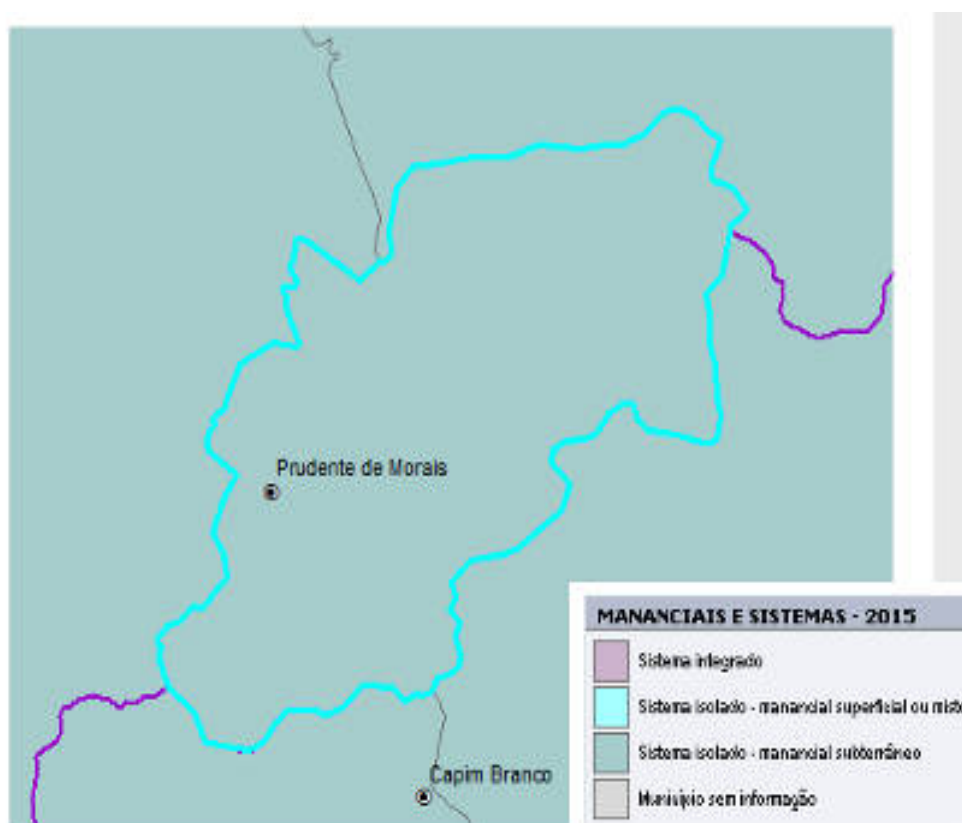 Prudente de Morais
MANANCIAIS E SISTEMAS - 2015
Sistema integrado
Sistema isolado - manancial superficial ou misto
Sistema isolado - manancial subterrâneo
Capim Branco
Município sem informação